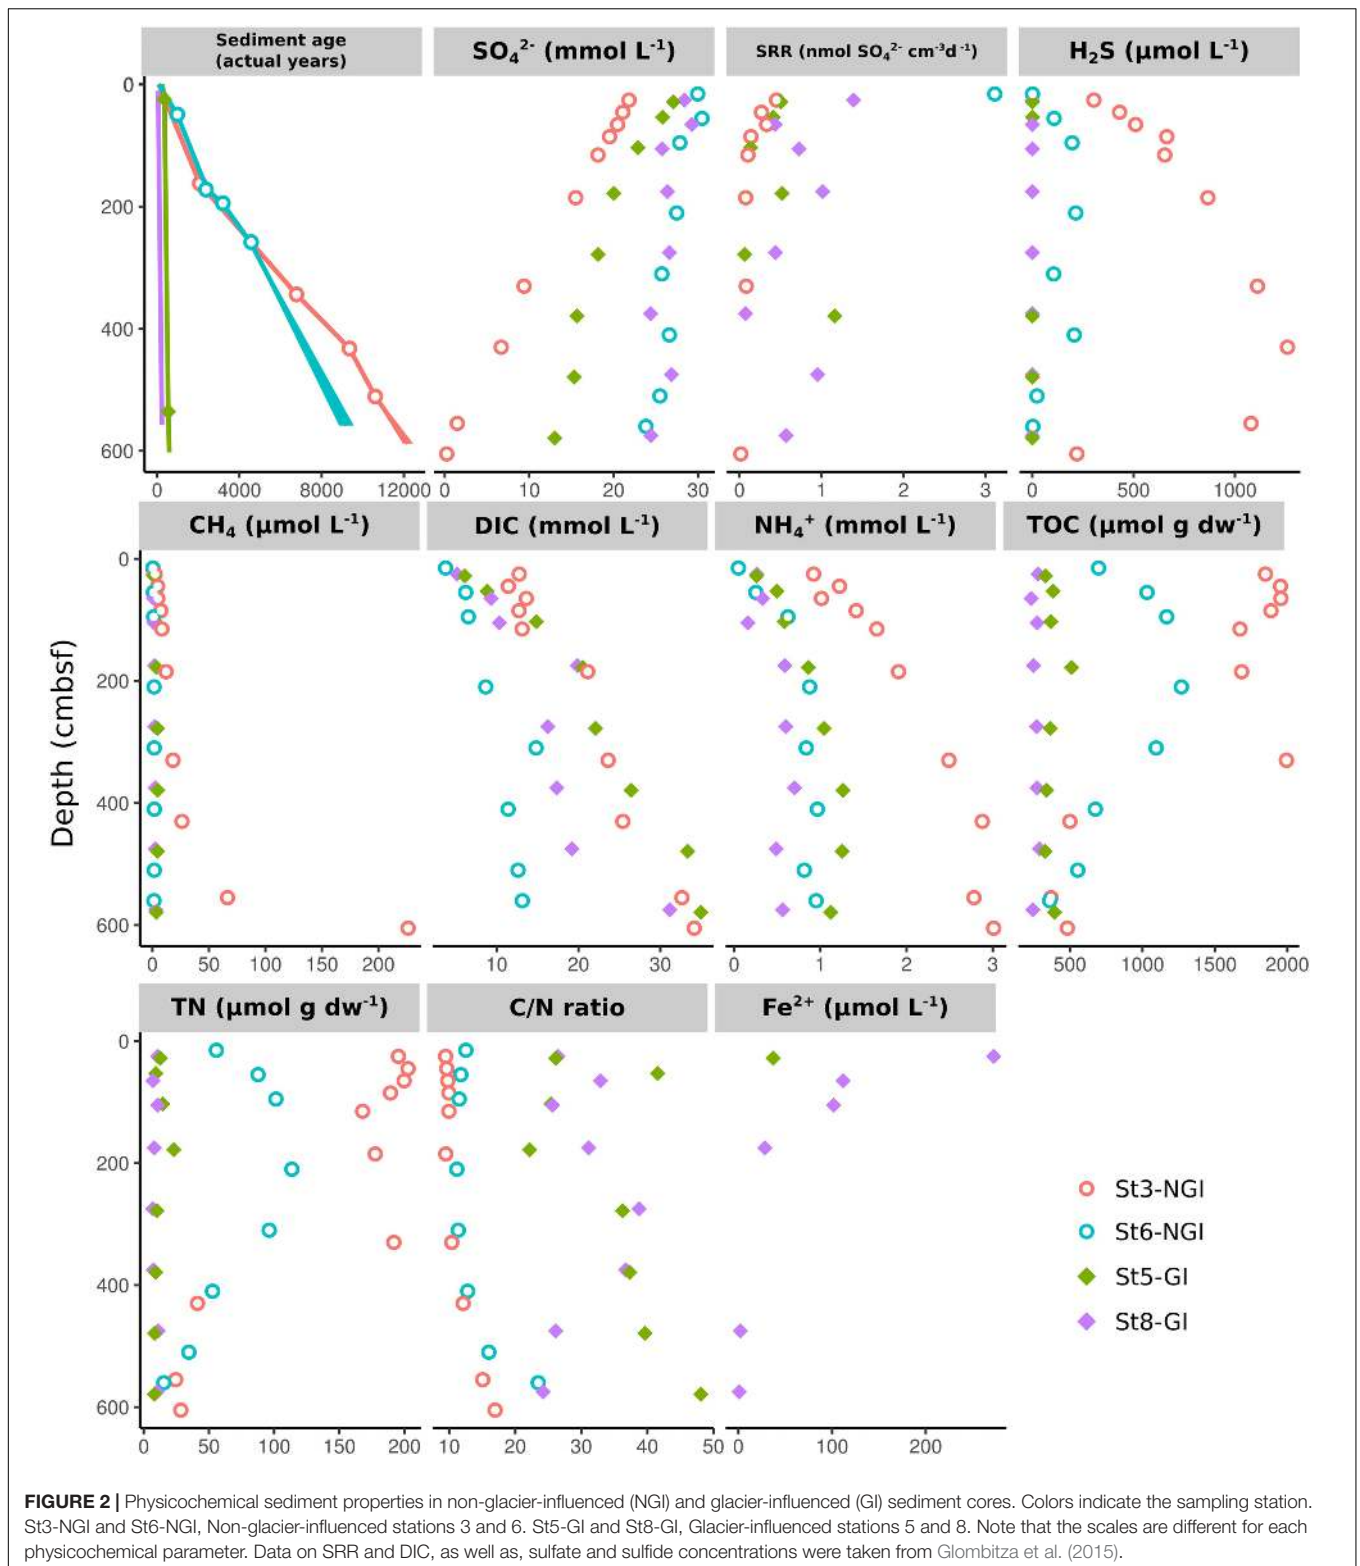 Sediment age
(actual years)
SO₄²⁻ (mmol L⁻¹)
SRR (nmol SO₄²⁻ cm⁻³d⁻¹)
H₂S (µmol L⁻¹)
0
200
400
600
0 4000 8000 12000
0 10 20 30
0 1 2 3
0 500 1000
CH₄ (µmol L⁻¹)
DIC (mmol L⁻¹)
NH₄⁺ (mmol L⁻¹)
TOC (µmol g dw⁻¹)
Depth (cmbsf)
0
200
400
600
0 50 100 150 200
10 20 30
0 1 2 3
500 1000 1500 2000
TN (µmol g dw⁻¹)
C/N ratio
Fe²⁺ (µmol L⁻¹)
0
200
400
600
0 50 100 150 200
10 20 30 40 50
0 100 200
St3-NGI
St6-NGI
St5-GI
St8-GI
FIGURE 2 | Physicochemical sediment properties in non-glacier-influenced (NGI) and glacier-influenced (GI) sediment cores. Colors indicate the sampling station.
St3-NGI and St6-NGI, Non-glacier-influenced stations 3 and 6. St5-GI and St8-GI, Glacier-influenced stations 5 and 8. Note that the scales are different for each
physicochemical parameter. Data on SRR and DIC, as well as, sulfate and sulfide concentrations were taken from Glombitza et al. (2015).